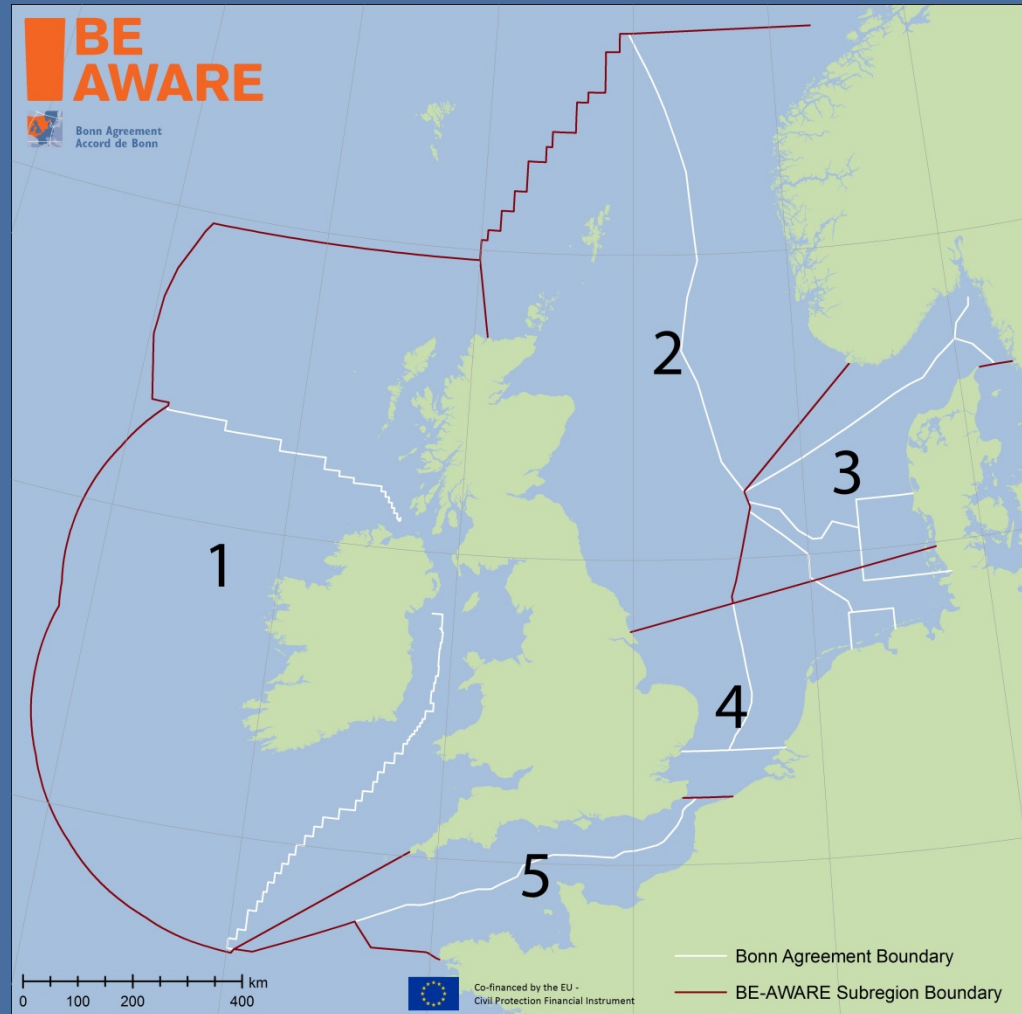 BE
AWARE
Bonn Agreement
Accord de Bonn
2
3
1
4
5
Bonn Agreement Boundary
BE-AWARE Subregion Boundary
km
0 100 200 400
Co-financed by the EU -
Civil Protection Financial Instrument